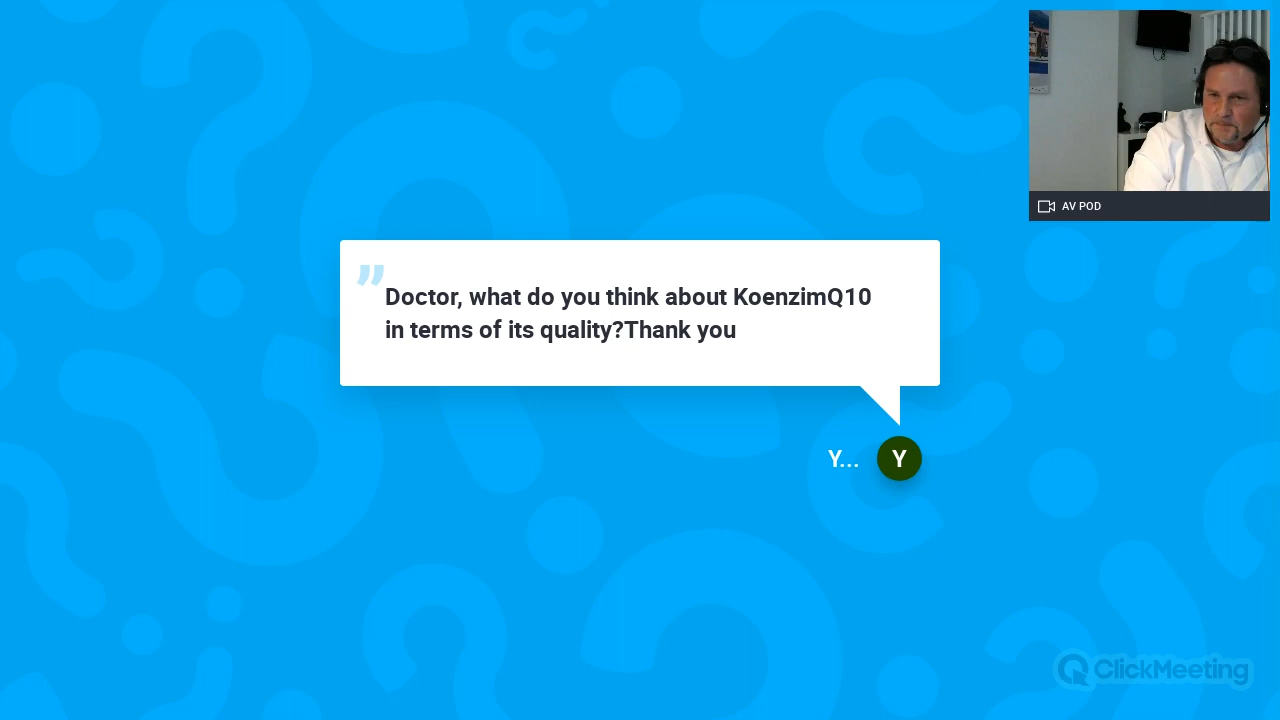 AV POD
Doctor, what do you think about KoenzimQ10
in terms of its quality?Thank you
Y... Y
ClickMeeting